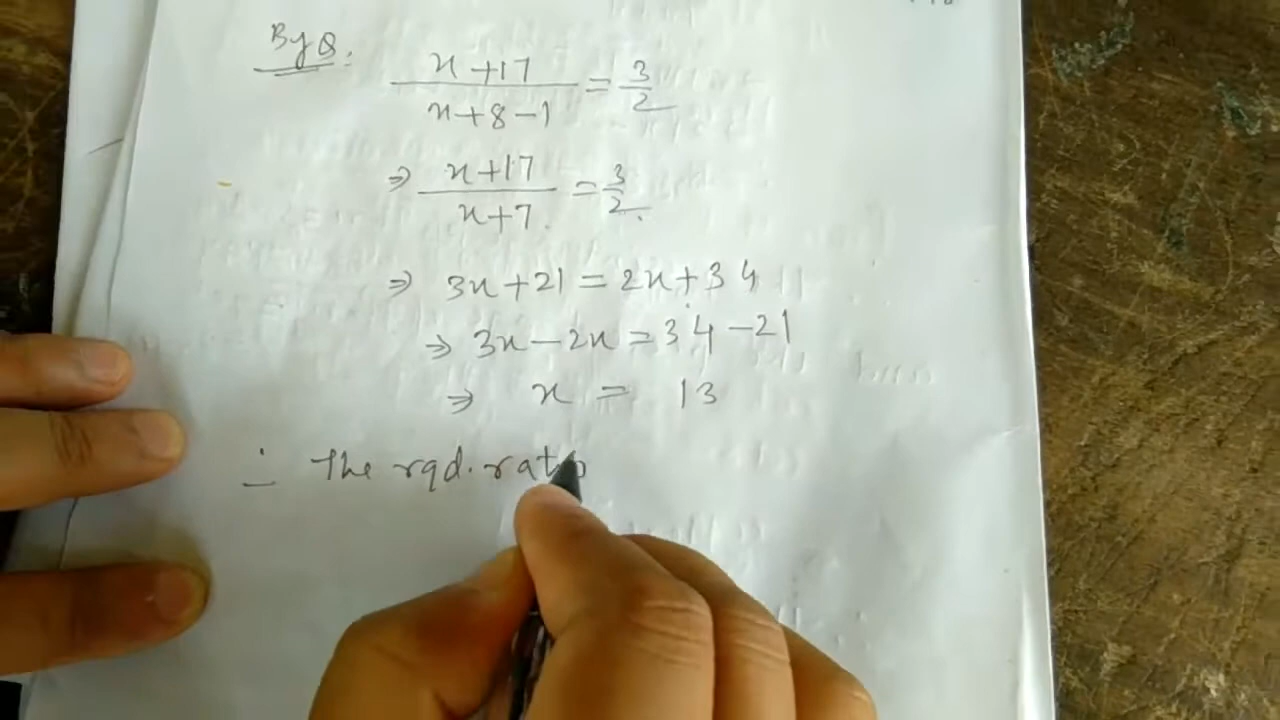 By Q.
x+17 / x+8-1 = 3/2
⇒ x+17 / x+7 = 3/2
⇒ 3x+21 = 2x+34
⇒ 3x-2x = 34-21
⇒ x = 13
∴ The rqd. ratio